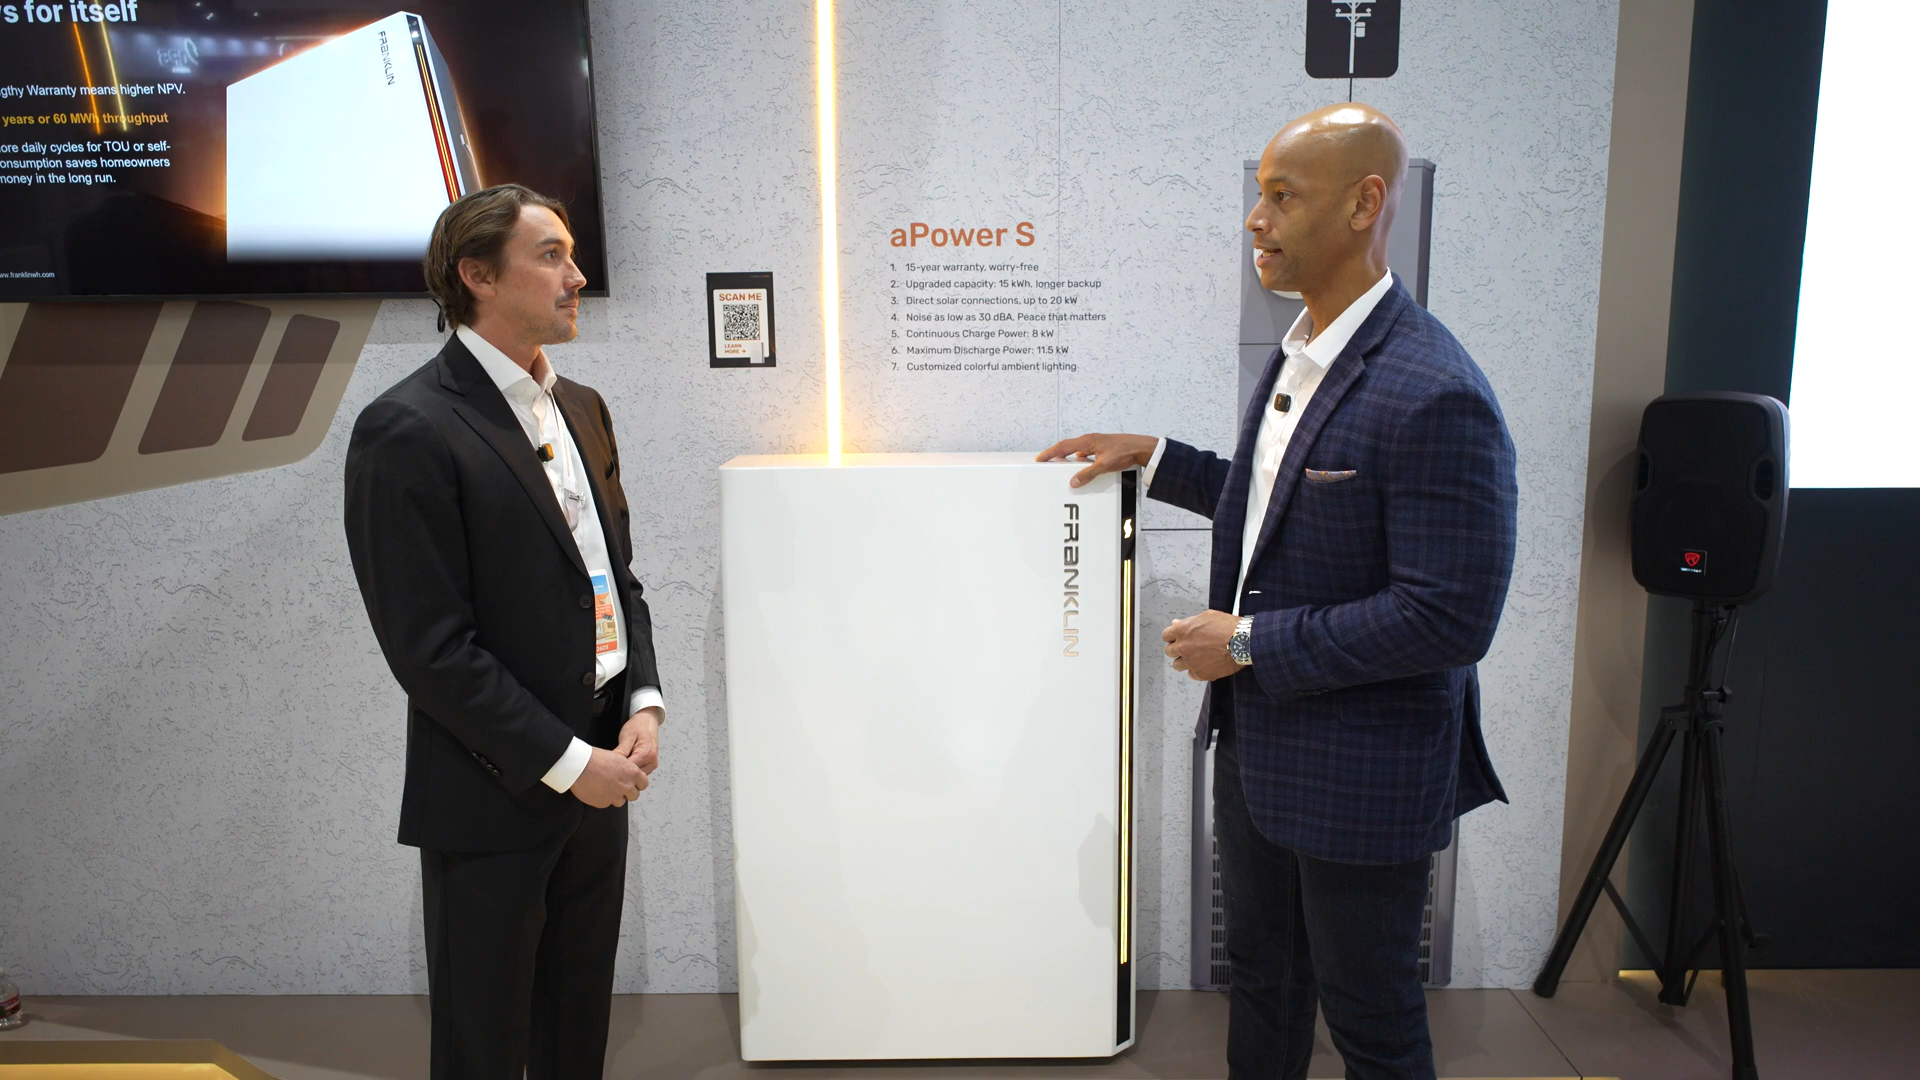 s for itself
gthy Warranty means higher NPV.
years or 60 MWh throughput
ore daily cycles for TOU or self-
onsumption saves homeowners
money in the long run.
w.franklinwh.com
FRANKLIN
SCAN ME
LEARN
MORE
aPower S
1. 15-year warranty, worry-free
2. Upgraded capacity: 15 kWh, longer backup
3. Direct solar connections, up to 20 kW
4. Noise as low as 30 dBA, Peace that matters
5. Continuous Charge Power: 8 kW
6. Maximum Discharge Power: 11.5 kW
7. Customized colorful ambient lighting
FRANKLIN